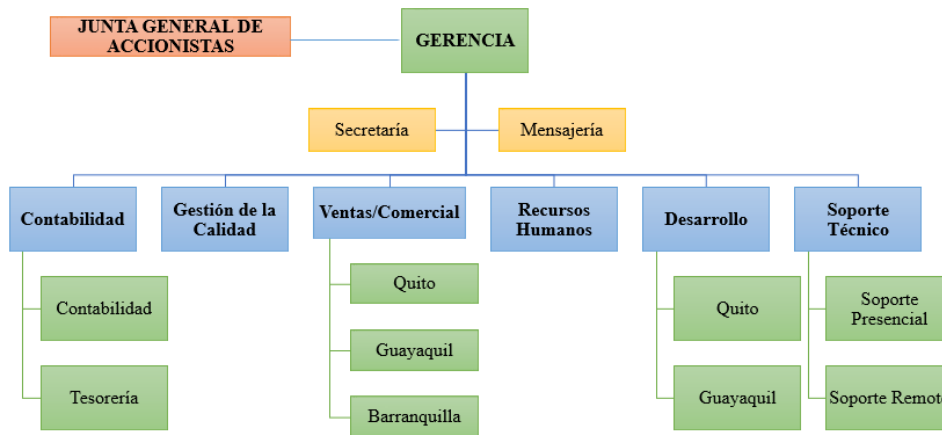 JUNTA GENERAL DE
ACCIONISTAS
GERENCIA
Secretaría
Mensajería
Contabilidad
Gestión de la
Calidad
Ventas/Comercial
Recursos
Humanos
Desarrollo
Soporte
Técnico
Contabilidad
Tesorería
Quito
Guayaquil
Barranquilla
Quito
Guayaquil
Soporte
Presencial
Soporte Remoto